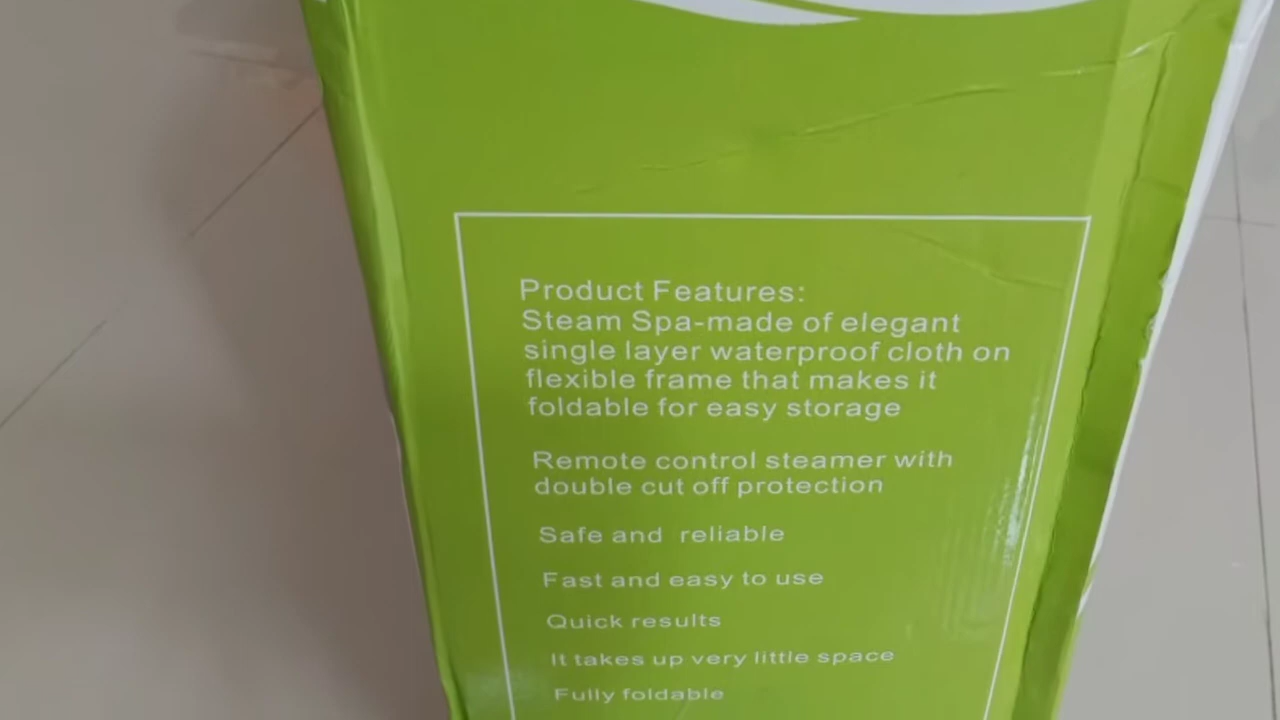 Product Features:
Steam Spa-made of elegant
single layer waterproof cloth on
flexible frame that makes it
foldable for easy storage
Remote control steamer with
double cut off protection
Safe and reliable
Fast and easy to use
Quick results
It takes up very little space
Fully foldable